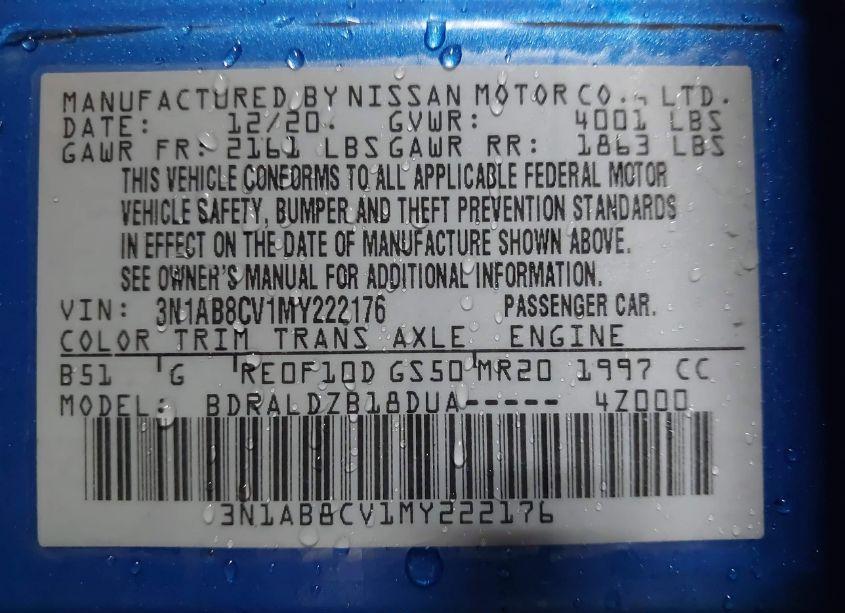 MANUFACTURED BY NISSAN MOTOR CO., LTD.
DATE: 12/20. GVWR: 4001 LBS
GAWR FR: 2161 LBS GAWR RR: 1863 LBS
THIS VEHICLE CONFORMS TO ALL APPLICABLE FEDERAL MOTOR
VEHICLE SAFETY, BUMPER AND THEFT PREVENTION STANDARDS
IN EFFECT ON THE DATE OF MANUFACTURE SHOWN ABOVE.
SEE OWNER'S MANUAL FOR ADDITIONAL INFORMATION.
VIN: 3N1AB8CV1MY222176 PASSENGER CAR.
COLOR TRIM TRANS AXLE ENGINE
B51 G RE0F10D GS50 MR20 1997 CC
MODEL: BDRALDZB18DUA----- 4Z000
3N1AB8CV1MY222176